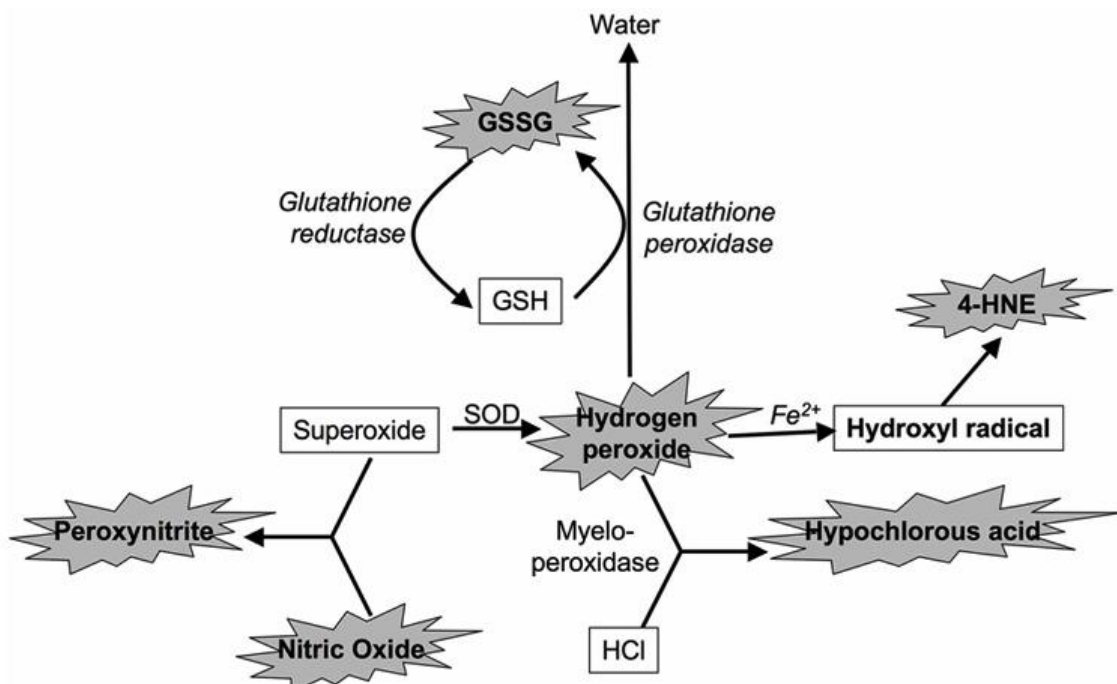 Water
GSSG
Glutathione
reductase
Glutathione
peroxidase
GSH
4-HNE
Superoxide
SOD
Hydrogen
peroxide
Fe²⁺
Hydroxyl radical
Peroxynitrite
Myelo-
peroxidase
Hypochlorous acid
Nitric Oxide
HCl